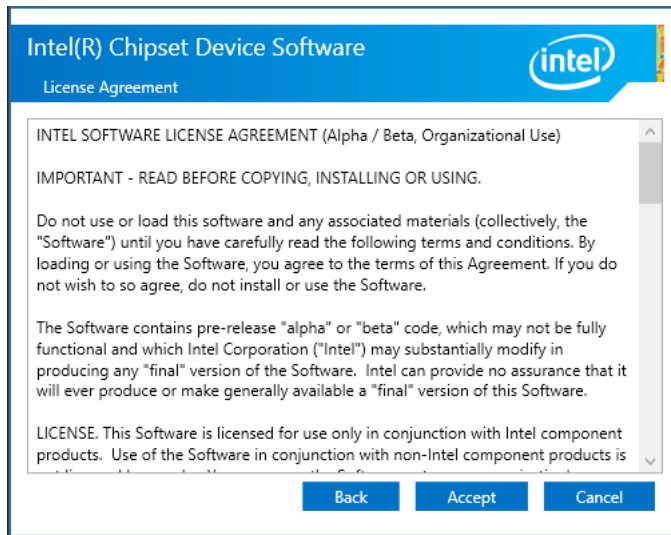 Intel(R) Chipset Device Software
intel
License Agreement
INTEL SOFTWARE LICENSE AGREEMENT (Alpha / Beta, Organizational Use)
IMPORTANT - READ BEFORE COPYING, INSTALLING OR USING.
Do not use or load this software and any associated materials (collectively, the
"Software") until you have carefully read the following terms and conditions. By
loading or using the Software, you agree to the terms of this Agreement. If you do
not wish to so agree, do not install or use the Software.
The Software contains pre-release "alpha" or "beta" code, which may not be fully
functional and which Intel Corporation ("Intel") may substantially modify in
producing any "final" version of the Software.  Intel can provide no assurance that it
will ever produce or make generally available a "final" version of this Software.
LICENSE. This Software is licensed for use only in conjunction with Intel component
products.  Use of the Software in conjunction with non-Intel component products is
Back
Accept
Cancel